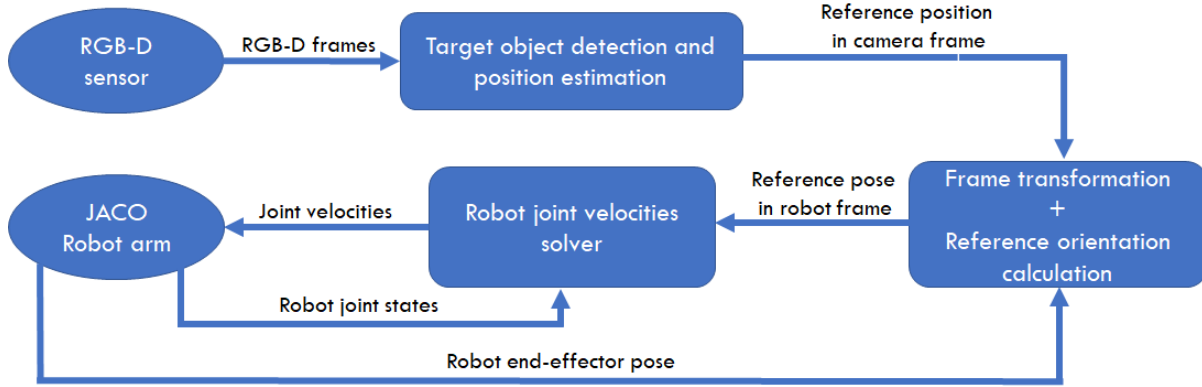 RGB-D
sensor
RGB-D frames
Target object detection and
position estimation
Reference position
in camera frame
Frame transformation
+
Reference orientation
calculation
Reference pose
in robot frame
Robot joint velocities
solver
Joint velocities
JACO
Robot arm
Robot joint states
Robot end-effector pose